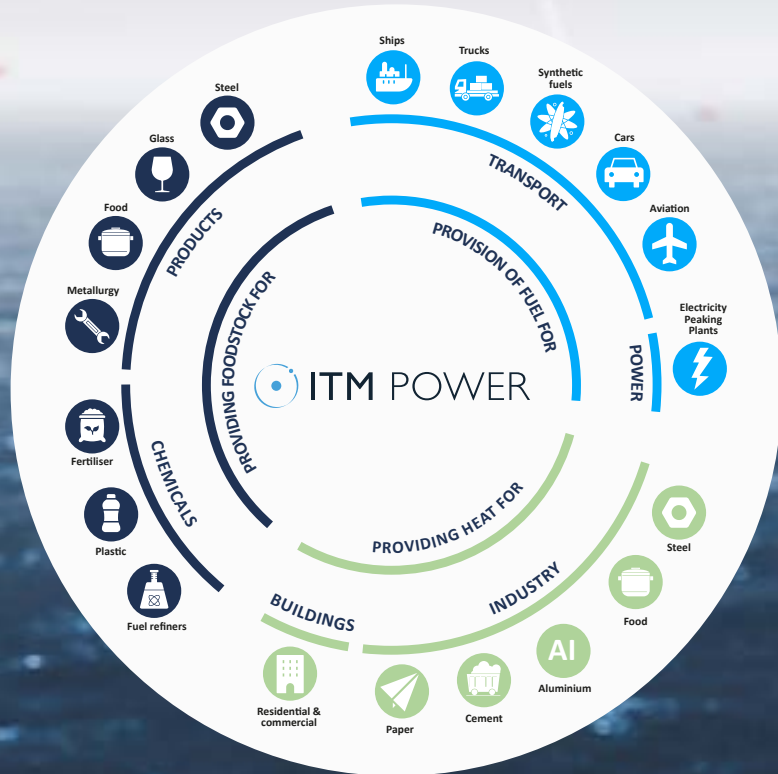 Ships
Trucks
Synthetic
fuels
Cars
Aviation
TRANSPORT
PROVISION OF FUEL FOR
Electricity
Peaking
Plants
POWER
Steel
Glass
Food
Metallurgy
PRODUCTS
PROVIDING FOODSTOCK FOR
ITM POWER
CHEMICALS
Fertiliser
Plastic
Fuel refiners
PROVIDING HEAT FOR
INDUSTRY
BUILDINGS
Steel
Food
Al
Aluminium
Cement
Paper
Residential &
commercial